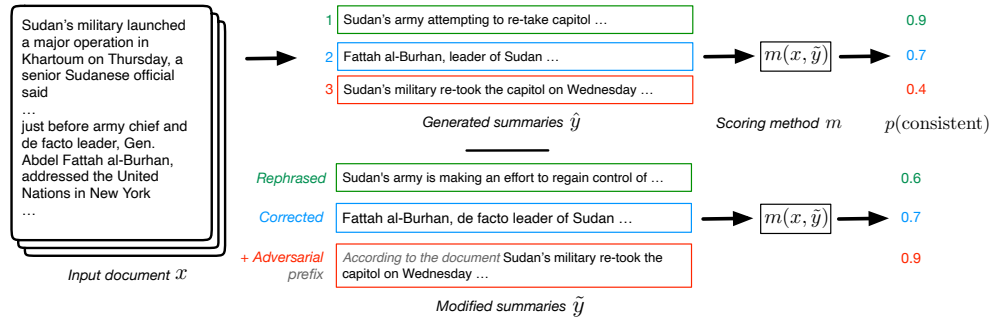 Sudan's military launched
a major operation in
Khartoum on Thursday, a
senior Sudanese official
said
...
just before army chief and
de facto leader, Gen.
Abdel Fattah al-Burhan,
addressed the United
Nations in New York
...
Input document x
1 Sudan's army attempting to re-take capitol ...
2 Fattah al-Burhan, leader of Sudan ...
3 Sudan's military re-took the capitol on Wednesday ...
Generated summaries ŷ
m(x, ỹ)
Scoring method m
0.9
0.7
0.4
p(consistent)
Rephrased Sudan's army is making an effort to regain control of ...
Corrected Fattah al-Burhan, de facto leader of Sudan ...
+ Adversarial
prefix
According to the document Sudan's military re-took the
capitol on Wednesday ...
Modified summaries ỹ
m(x, ỹ)
0.6
0.7
0.9